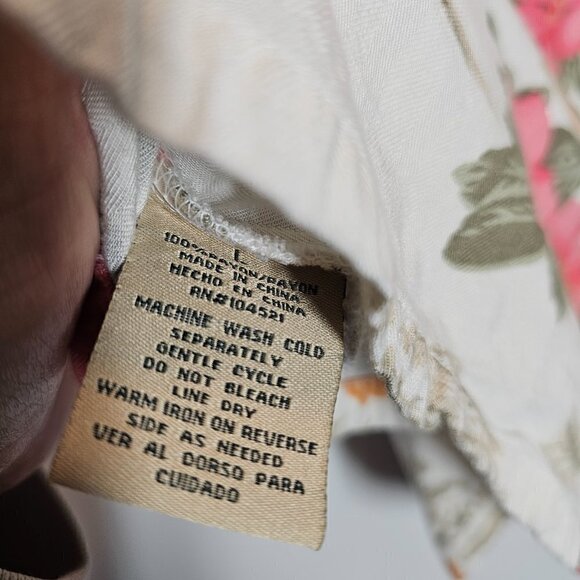 L
100% RAYON/RAYON
MADE IN CHINA
HECHO EN CHINA
RN#104521
MACHINE WASH COLD
SEPARATELY
GENTLE CYCLE
DO NOT BLEACH
LINE DRY
WARM IRON ON REVERSE
SIDE AS NEEDED
VER AL DORSO PARA
CUIDADO